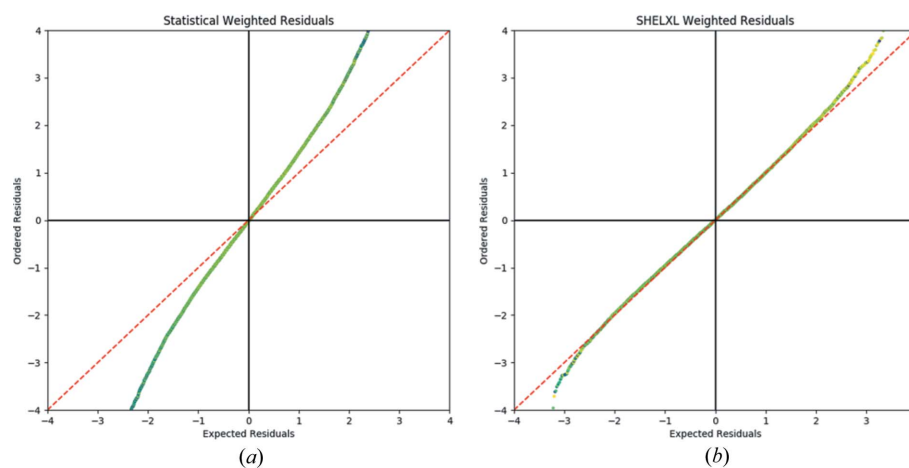 Statistical Weighted Residuals
4
3
2
1
0
−1
−2
−3
−4
Ordered Residuals
−4 −3 −2 −1 0 1 2 3 4
Expected Residuals
(a)
SHELXL Weighted Residuals
4
3
2
1
0
−1
−2
−3
−4
Ordered Residuals
−4 −3 −2 −1 0 1 2 3
Expected Residuals
(b)